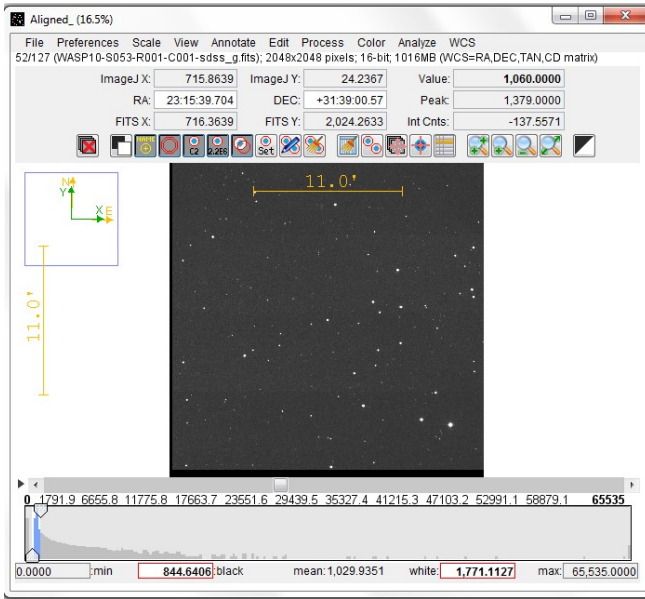 Aligned_ (16.5%)
File Preferences Scale View Annotate Edit Process Color Analyze WCS
52/127 (WASP10-S053-R001-C001-sdss_g.fits); 2048x2048 pixels; 16-bit; 1016MB (WCS=RA,DEC,TAN,CD matrix)
ImageJ X: 715.8639 ImageJ Y: 24.2367 Value: 1,060.0000
RA: 23:15:39.704 DEC: +31:39:00.57 Peak: 1,379.0000
FITS X: 716.3639 FITS Y: 2,024.2633 Int Cnts: -137.5571
NAME C2 2.2E6 Set
11.0'
N
Y
X E
11.0'
0 1791.9 6655.8 11775.8 17663.7 23551.6 29439.5 35327.4 41215.3 47103.2 52991.1 58879.1 65535
0.0000 :min 844.6406 :black mean:1,029.9351 white: 1,771.1127 max: 65,535.0000